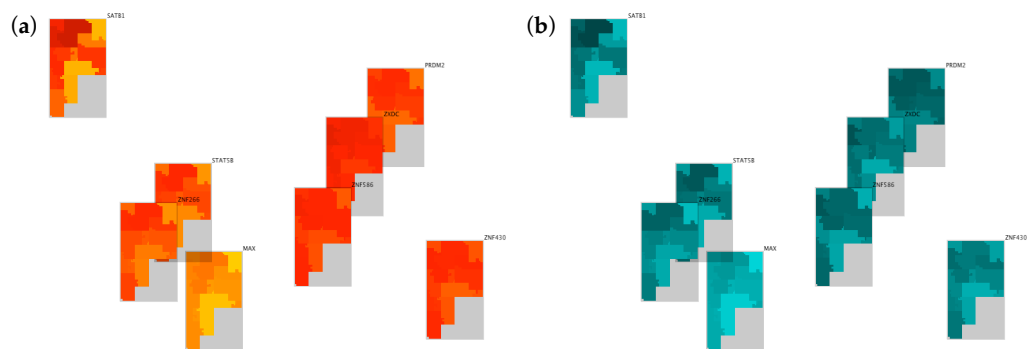 (a)
SATB1
PRDM2
ZXDC
STAT5B
ZNF586
ZNF266
ZNF430
MAX
(b)
SATB1
PRDM2
ZXDC
STAT5B
ZNF586
ZNF266
ZNF430
MAX